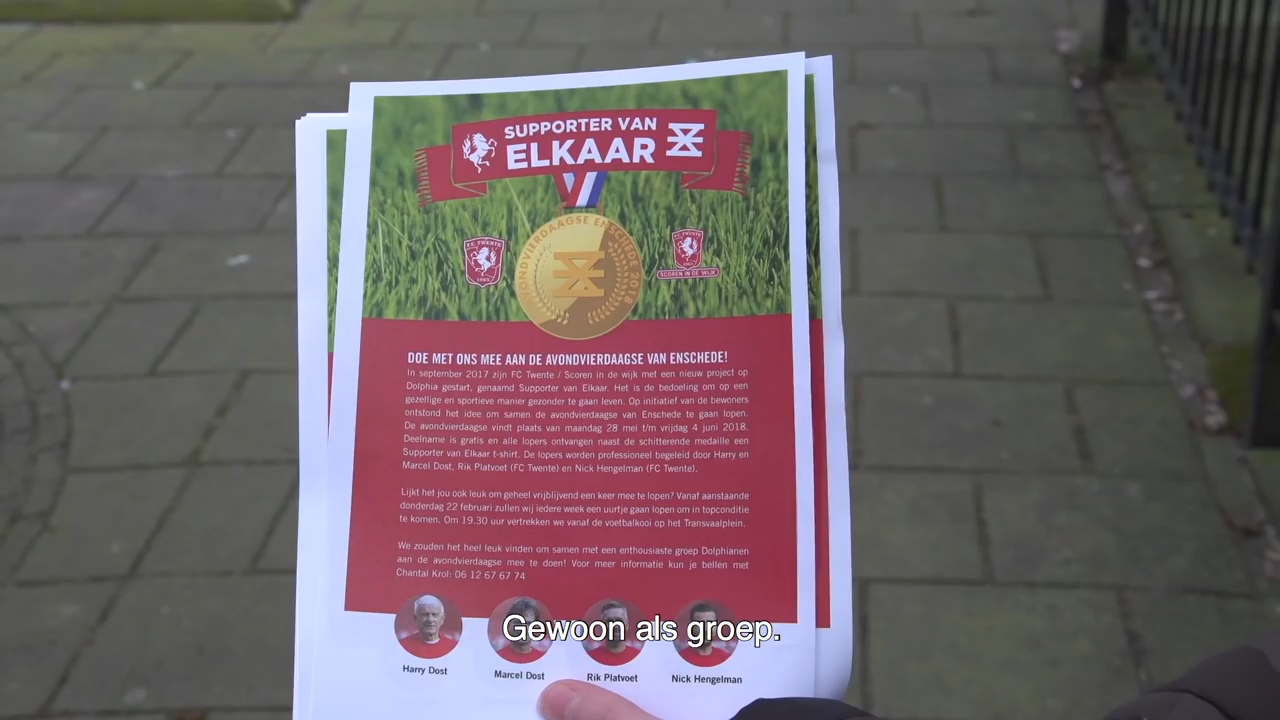 SUPPORTER VAN
ELKAAR
AVONDVIERDAAGSE ENSCHEDE 2018
F.C. TWENTE
1965
F.C. TWENTE
1965
SCOREN IN DE WIJK
DOE MET ONS MEE AAN DE AVONDVIERDAAGSE VAN ENSCHEDE!
In september 2017 zijn FC Twente / Scoren in de wijk met een nieuw project op
Dolphia gestart, genaamd Supporter van Elkaar. Het is de bedoeling om op een
gezellige en sportieve manier gezonder te gaan leven. Op initiatief van de bewoners
ontstond het idee om samen de avondvierdaagse van Enschede te gaan lopen.
De avondvierdaagse vindt plaats van maandag 28 mei t/m vrijdag 4 juni 2018.
Deelname is gratis en alle lopers ontvangen naast de schitterende medaille een
Supporter van Elkaar t-shirt. De lopers worden professioneel begeleid door Harry en
Marcel Dost, Rik Platvoet (FC Twente) en Nick Hengelman (FC Twente).
Lijkt het jou ook leuk om geheel vrijblijvend een keer mee te lopen? Vanaf aanstaande
donderdag 22 februari zullen wij iedere week een uurtje gaan lopen om in topconditie
te komen. Om 19.30 uur vertrekken we vanaf de voetbalkooi op het Transvaalplein.
We zouden het heel leuk vinden om samen met een enthousiaste groep Dolphianen
aan de avondvierdaagse mee te doen! Voor meer informatie kun je bellen met
Chantal Krol: 06 12 67 67 74
Gewoon als groep.
Harry Dost
Marcel Dost
Rik Platvoet
Nick Hengelman